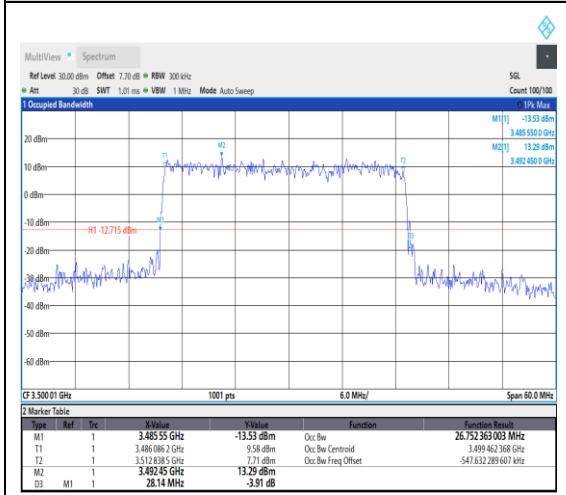 MultiView Spectrum
Ref Level 30.00 dBm Offset 7.70 dB RBW 300 kHz SGL
Att 30 dB SWT 1.01 ms VBW 1 MHz Mode Auto Sweep Count 100/100
1 Occupied Bandwidth 1Pk Max
M1[1] -13.53 dBm
3.485 550 0 GHz
M2[1] 13.29 dBm
3.492 450 0 GHz
20 dBm
M2
T1
T2
10 dBm
0 dBm
-10 dBm
M1
H1 -12.715 dBm
D3
-20 dBm
-30 dBm
-40 dBm
-50 dBm
-60 dBm
CF 3.500 01 GHz 1001 pts 6.0 MHz/ Span 60.0 MHz
2 Marker Table
Type Ref Trc X-Value Y-Value Function Function Result
M1 1 3.485 55 GHz -13.53 dBm Occ Bw 26.752 363 003 MHz
T1 1 3.486 086 2 GHz 9.58 dBm Occ Bw Centroid 3.499 462 368 GHz
T2 1 3.512 838 5 GHz 7.71 dBm Occ Bw Freq Offset -547.632 289 607 kHz
M2 1 3.492 45 GHz 13.29 dBm
D3 M1 1 28.14 MHz -3.91 dB